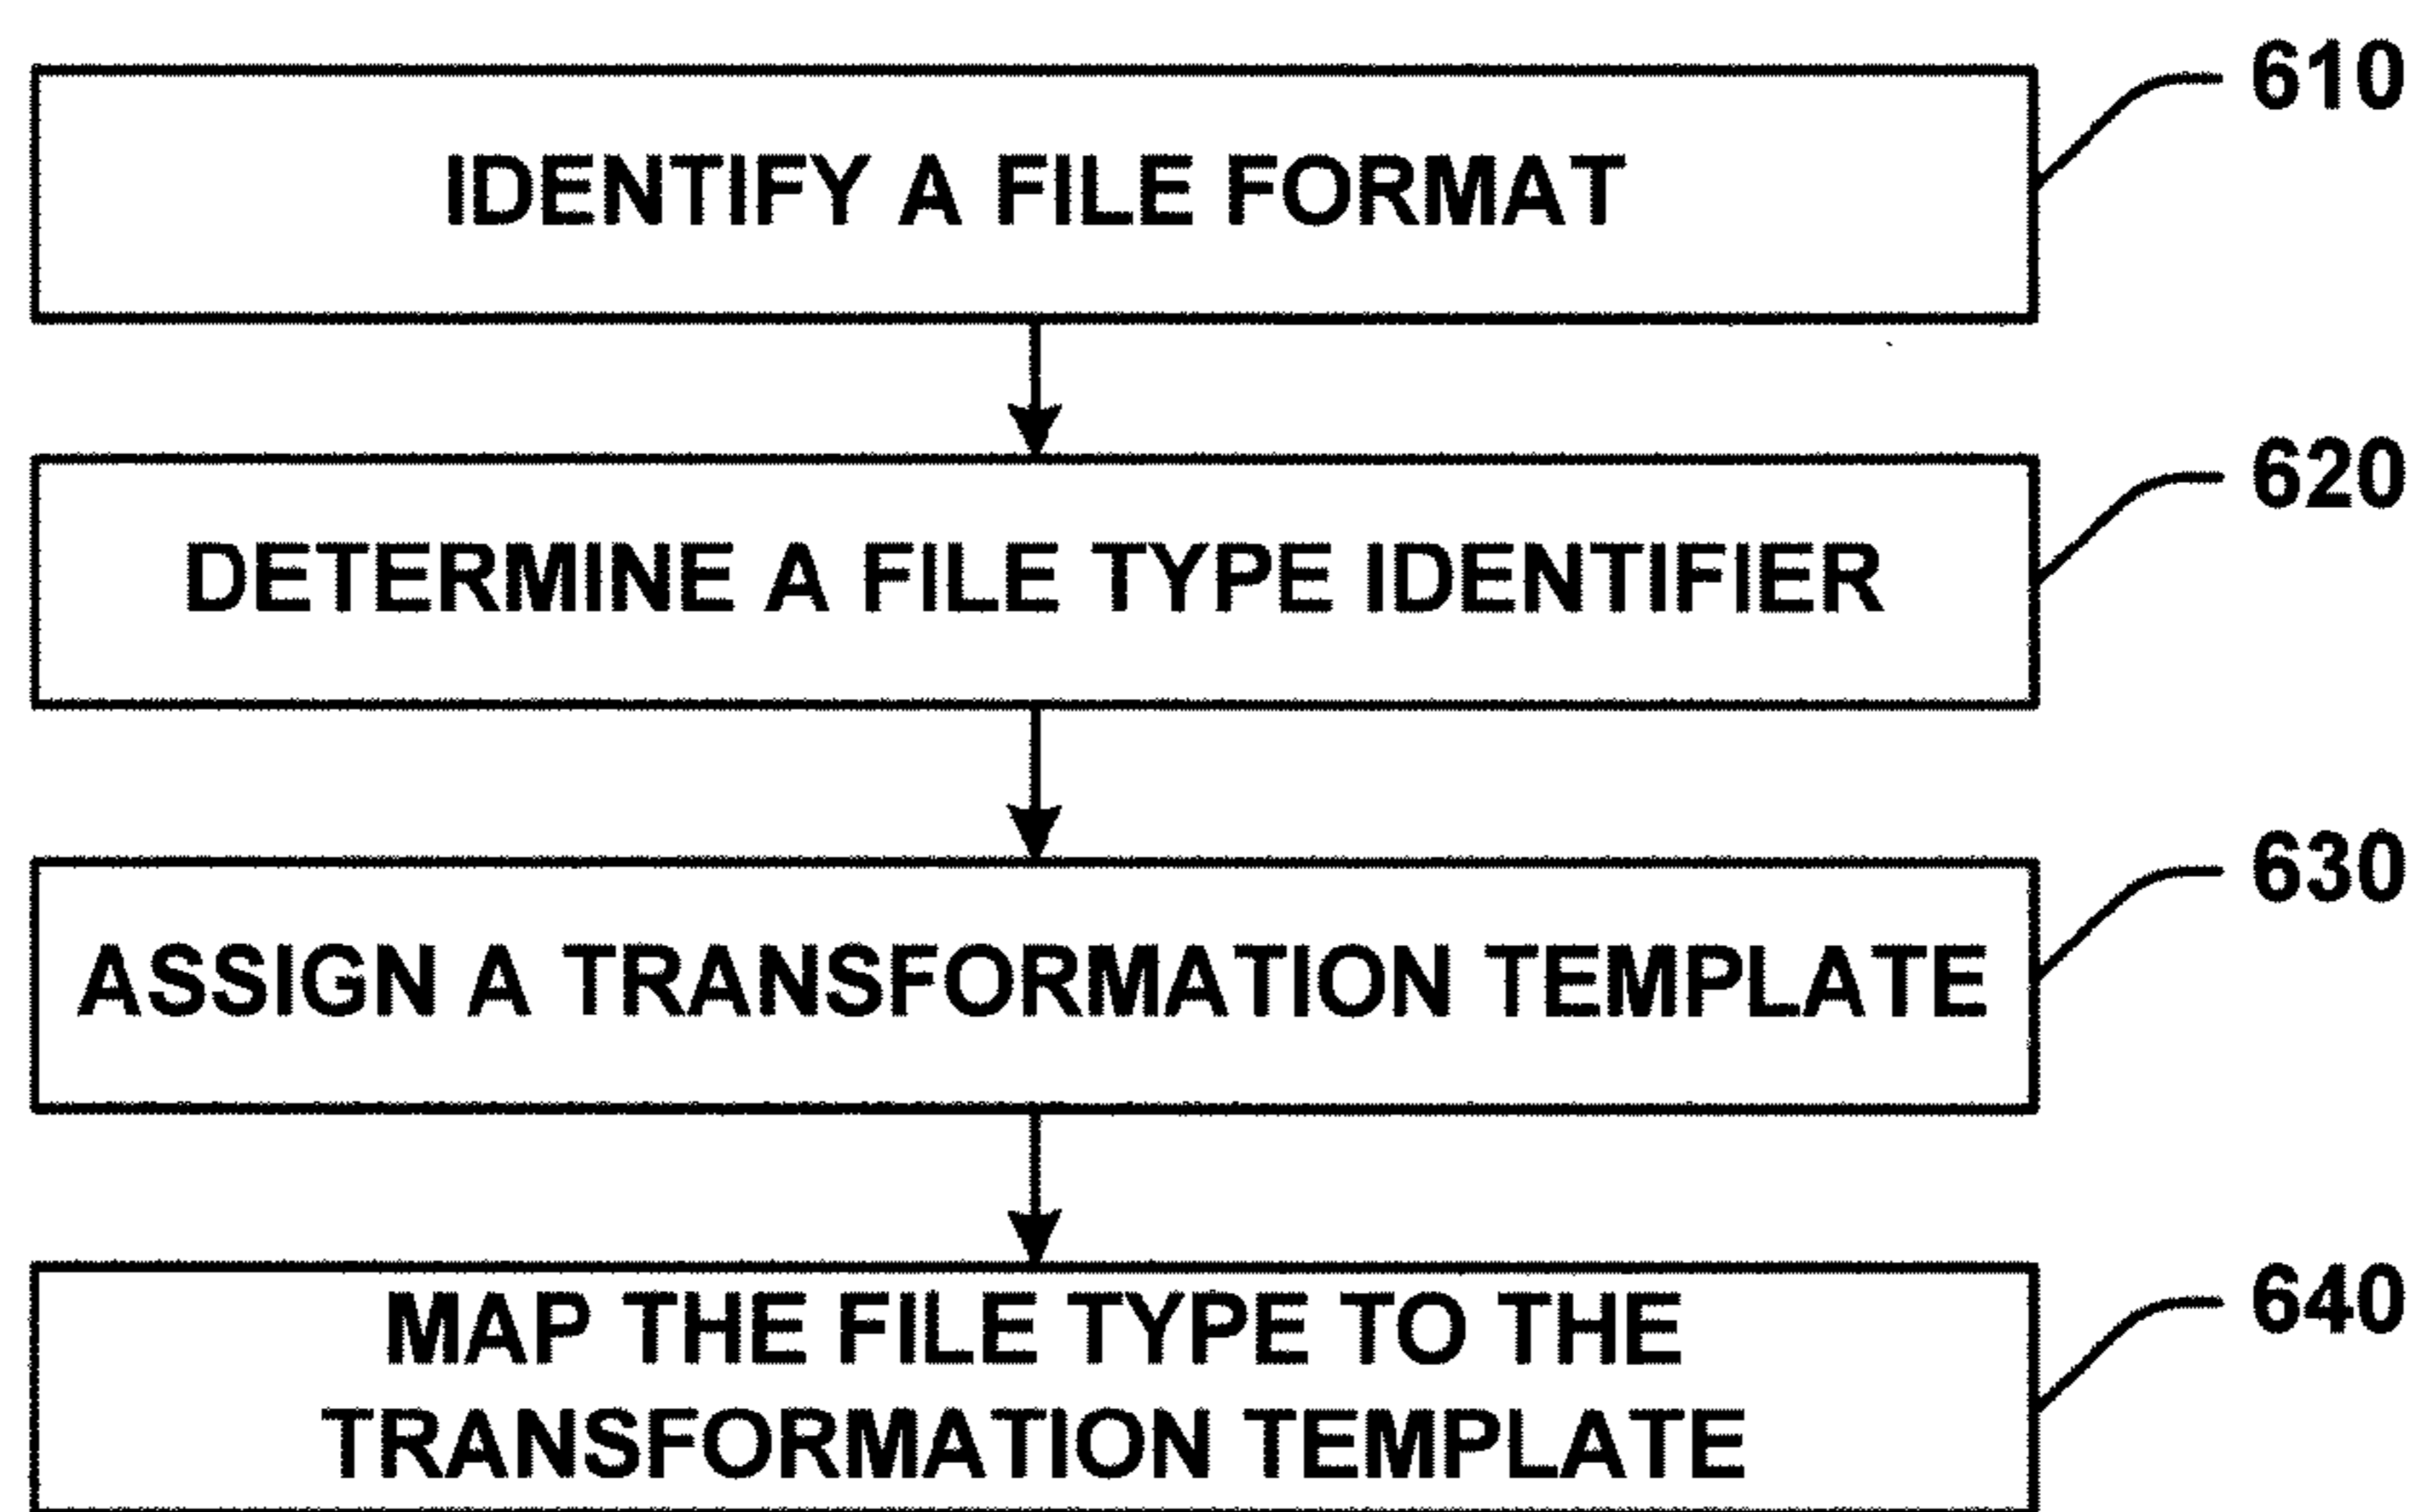 610
IDENTIFY A FILE FORMAT
620
DETERMINE A FILE TYPE IDENTIFIER
630
ASSIGN A TRANSFORMATION TEMPLATE
640
MAP THE FILE TYPE TO THE
TRANSFORMATION TEMPLATE